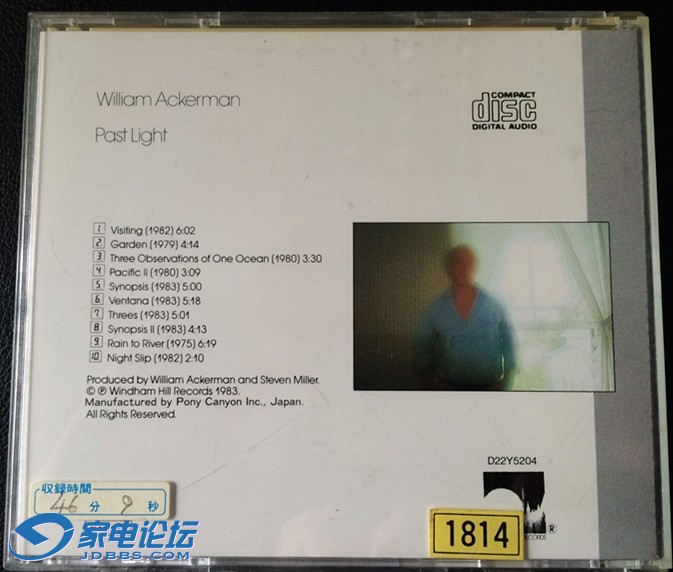 William Ackerman
Past Light
COMPACT
disc
DIGITAL AUDIO
1 Visiting (1982) 6:02
2 Garden (1979) 4:14
3 Three Observations of One Ocean (1980) 3:30
4 Pacific II (1980) 3:09
5 Synopsis (1983) 5:00
6 Ventana (1983) 5:18
7 Threes (1983) 5:01
8 Synopsis II (1983) 4:13
9 Rain to River (1975) 6:19
10 Night Slip (1982) 2:10
Produced by William Ackerman and Steven Miller.
© ℗ Windham Hill Records 1983.
Manufactured by Pony Canyon Inc., Japan.
All Rights Reserved.
D22Y5204
®
収録時間
46 分 9 秒
1814
家电论坛
JDBBS.COM